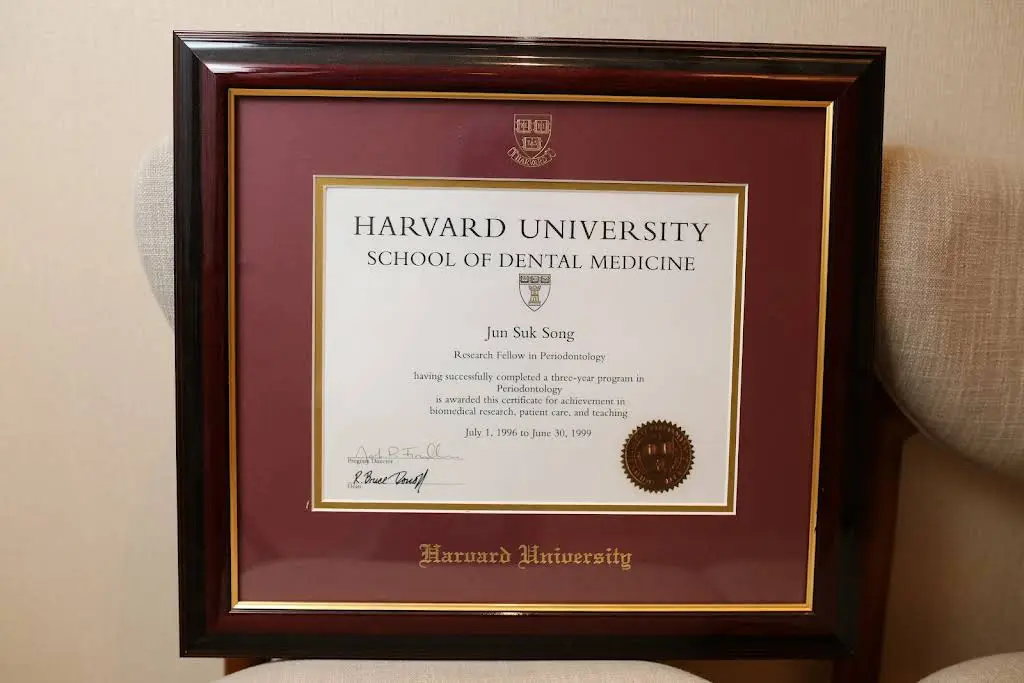 HARVARD
HARVARD UNIVERSITY
SCHOOL OF DENTAL MEDICINE
Jun Suk Song
Research Fellow in Periodontology
having successfully completed a three-year program in
Periodontology
is awarded this certificate for achievement in
biomedical research, patient care, and teaching
July 1, 1996 to June 30, 1999
Program Director
R. Bruce Donoff
Dean
Harvard University